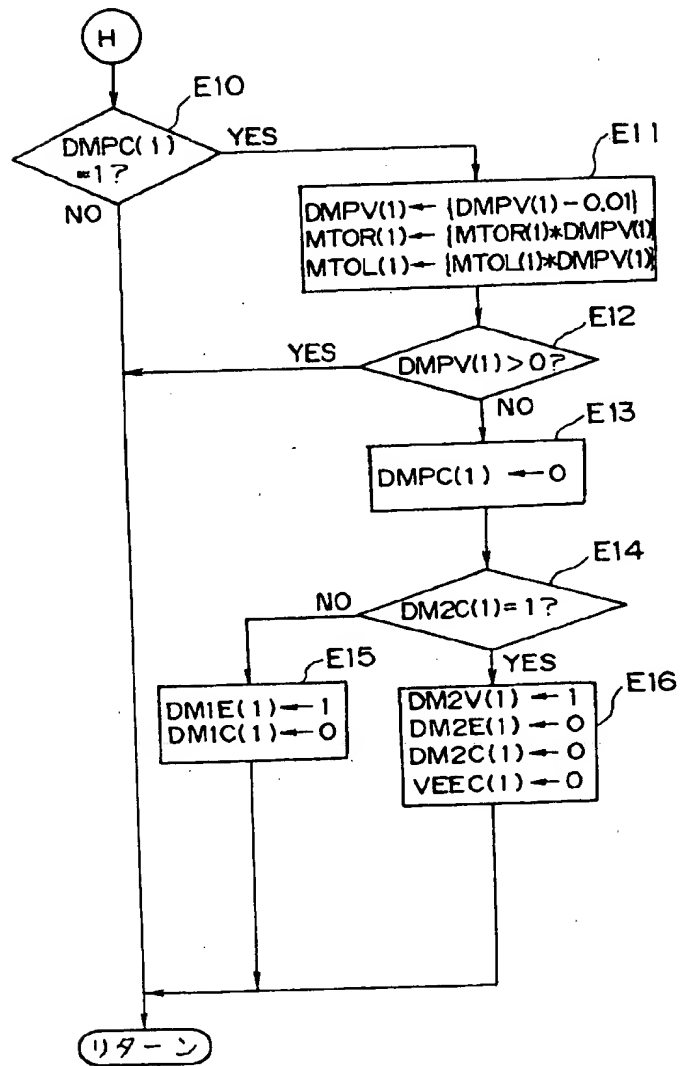 H
E10
DMPC(1)
=1?
YES
NO
E11
DMPV(1)← {DMPV(1)-0.01}
MTOR(1)← {MTOR(1)*DMPV(1)}
MTOL(1)← {MTOL(1)*DMPV(1)}
E12
YES
DMPV(1)>0?
NO
E13
DMPC(1) ←0
E14
NO
DM2C(1)=1?
YES
E15
DM1E(1)←1
DM1C(1)←0
E16
DM2V(1)←1
DM2E(1)←0
DM2C(1)←0
VEEC(1)←0
リターン